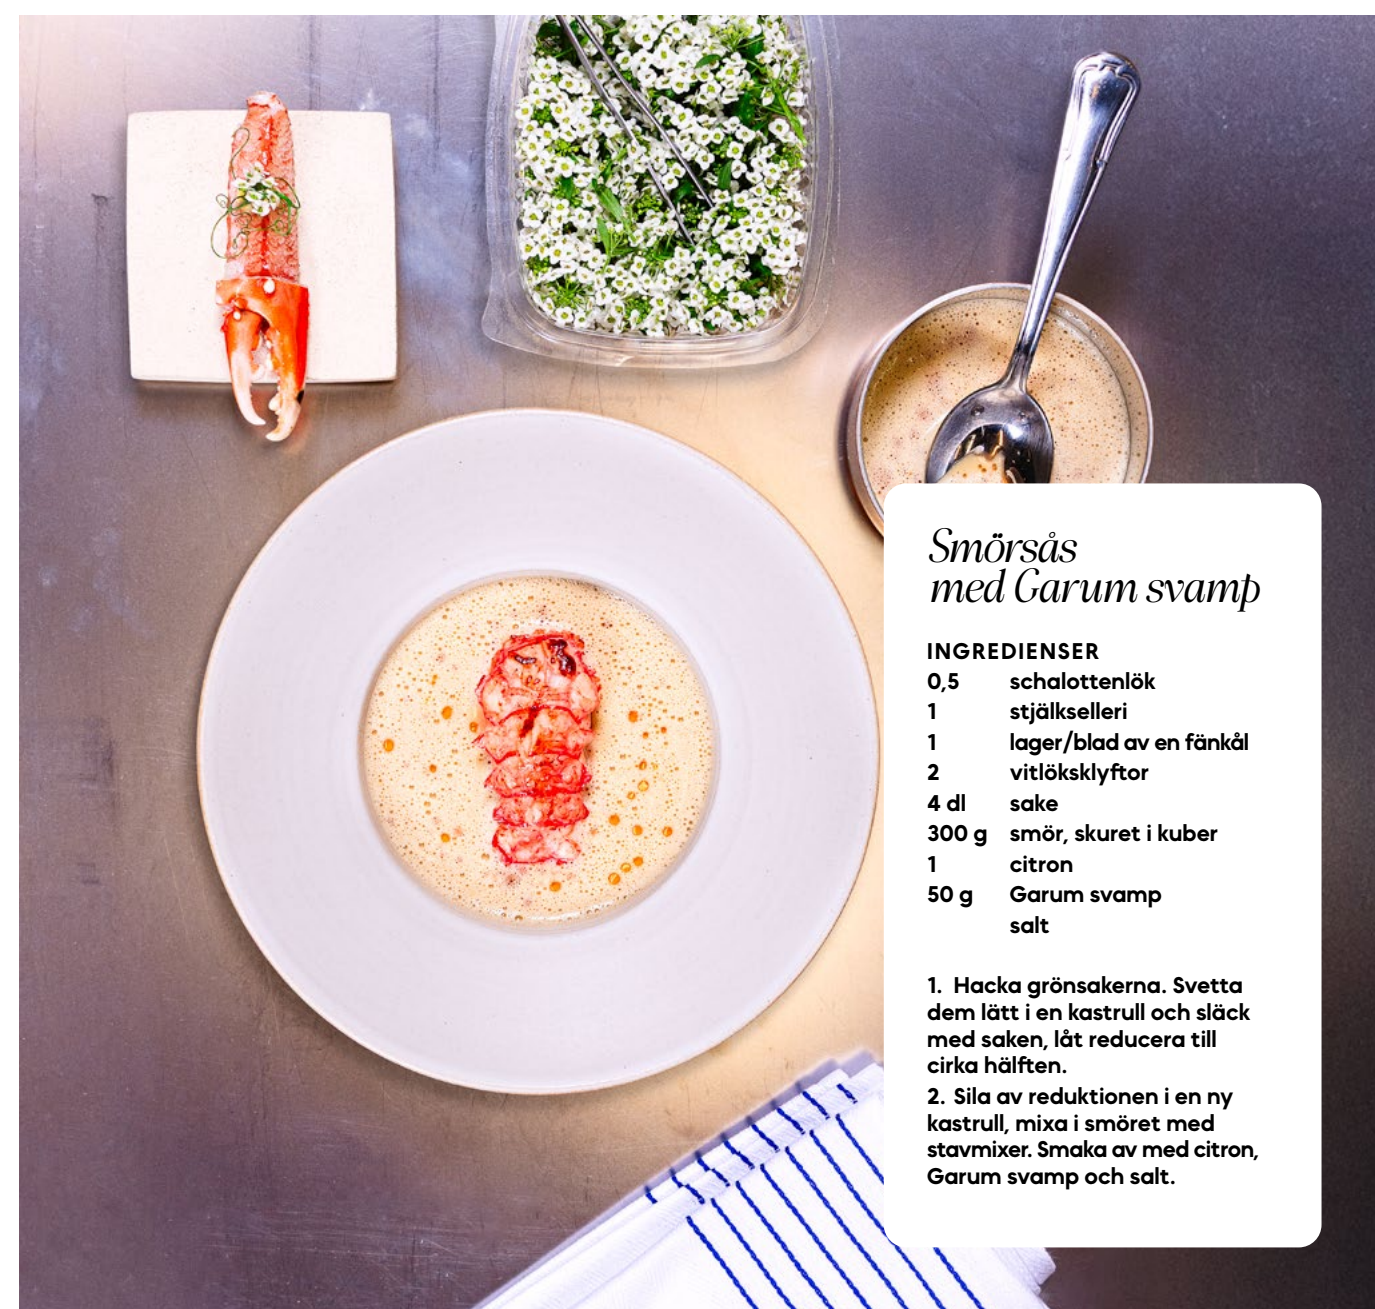 Smörsås
med Garum svamp
INGREDIENSER
0,5 schalottenlök
1 stjälkselleri
1 lager/blad av en fänkål
2 vitlöksklyftor
4 dl sake
300 g smör, skuret i kuber
1 citron
50 g Garum svamp
salt
1. Hacka grönsakerna. Svetta
dem lätt i en kastrull och släck
med saken, låt reducera till
cirka hälften.
2. Sila av reduktionen i en ny
kastrull, mixa i smöret med
stavmixer. Smaka av med citron,
Garum svamp och salt.